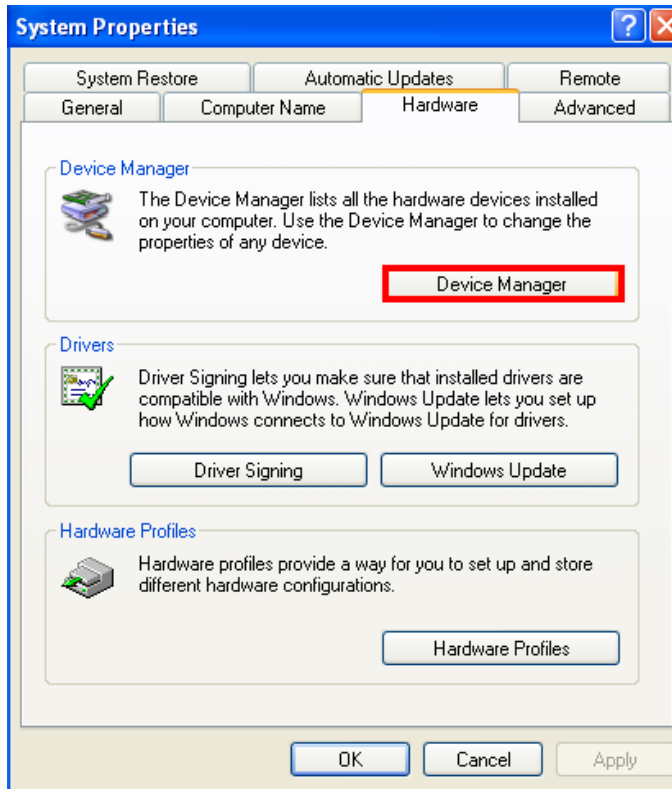 System Properties
System Restore Automatic Updates Remote
General Computer Name Hardware Advanced
Device Manager
The Device Manager lists all the hardware devices installed
on your computer. Use the Device Manager to change the
properties of any device.
Device Manager
Drivers
Driver Signing lets you make sure that installed drivers are
compatible with Windows. Windows Update lets you set up
how Windows connects to Windows Update for drivers.
Driver Signing Windows Update
Hardware Profiles
Hardware profiles provide a way for you to set up and store
different hardware configurations.
Hardware Profiles
OK Cancel Apply